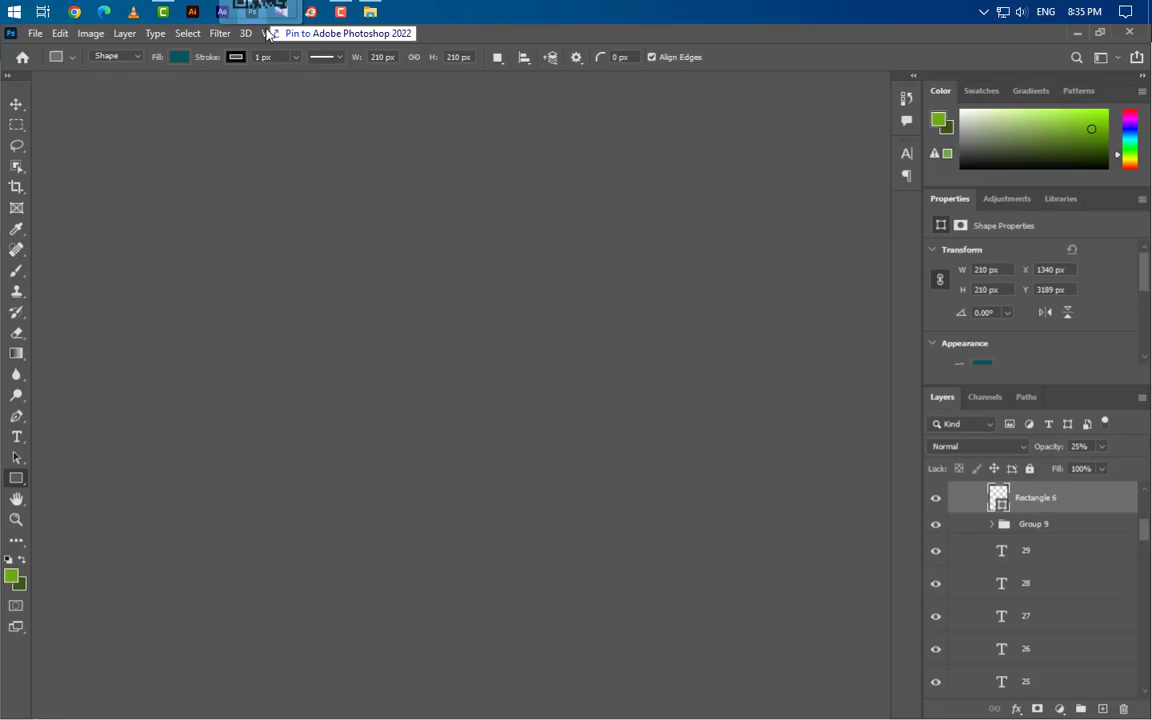 Ai
Ae
ENG
8:35 PM
Ps
File
Edit
Image
Layer
Type
Select
Filter
3D
Pin to Adobe Photoshop 2022
Shape
Fill:
Stroke:
1 px
W:
210 px
H:
210 px
0 px
Align Edges
Color
Swatches
Gradients
Patterns
Properties
Adjustments
Libraries
Shape Properties
Transform
W
210 px
X
1340 px
H
210 px
Y
3189 px
0.00°
Appearance
Layers
Channels
Paths
Kind
Normal
Opacity:
25%
Lock:
Fill:
100%
Rectangle 6
Group 9
29
28
27
26
25
fx